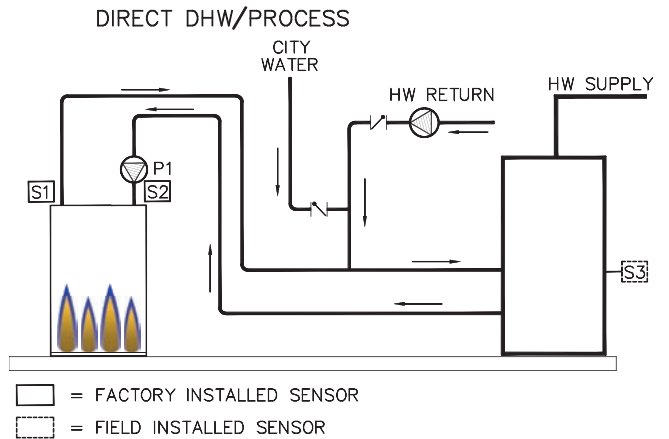 DIRECT DHW/PROCESS
CITY
WATER
HW RETURN
HW SUPPLY
P1
S1
S2
S3
= FACTORY INSTALLED SENSOR
= FIELD INSTALLED SENSOR